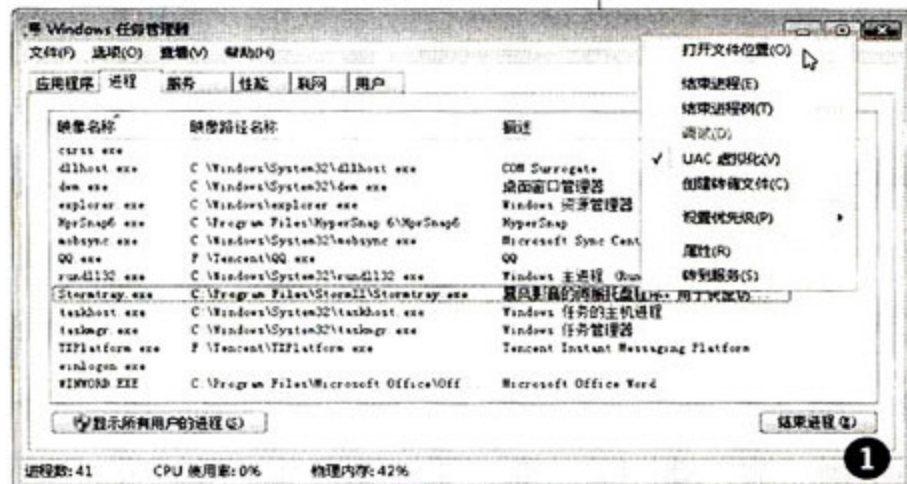 Windows 任务管理器
文件(F) 选项(O) 查看(V) 帮助(H)
应用程序 进程 服务 性能 联网 用户
映像名称 映像路径名称 描述
csrss exe
dllhost exe C \Windows\System32\dllhost exe COM Surrogate
dwm exe C \Windows\System32\dwm exe 桌面窗口管理器
explorer exe C \Windows\explorer exe Windows 资源管理器
HprSnap6 exe C \Program Files\HyperSnap 6\HprSnap6 HyperSnap
mobsync exe C \Windows\System32\mobsync exe Microsoft Sync Cent
QQ exe F \Tencent\QQ exe QQ
rundll32 exe C \Windows\System32\rundll32 exe Windows 主进程 (Run
Stormtray exe C \Program Files\StormII\Stormtray exe 暴风影音的
taskhost exe C \Windows\System32\taskhost exe Windows 任务的主机进程
taskmgr exe C \Windows\System32\taskmgr exe Windows 任务管理器
TXPlatform exe F \Tencent\TXPlatform exe Tencent Instant Messaging Platform
winlogon exe
WINWORD EXE C \Program Files\Microsoft Office\Off Microsoft Office Word
显示所有用户的进程(S) 结束进程(E)
进程数: 41 CPU 使用率: 0% 物理内存: 42%
打开文件位置(O)
结束进程(E)
结束进程树(T)
调试(D)
UAC 虚拟化(V)
创建转储文件(C)
设置优先级(P)
属性(R)
转到服务(S)
1